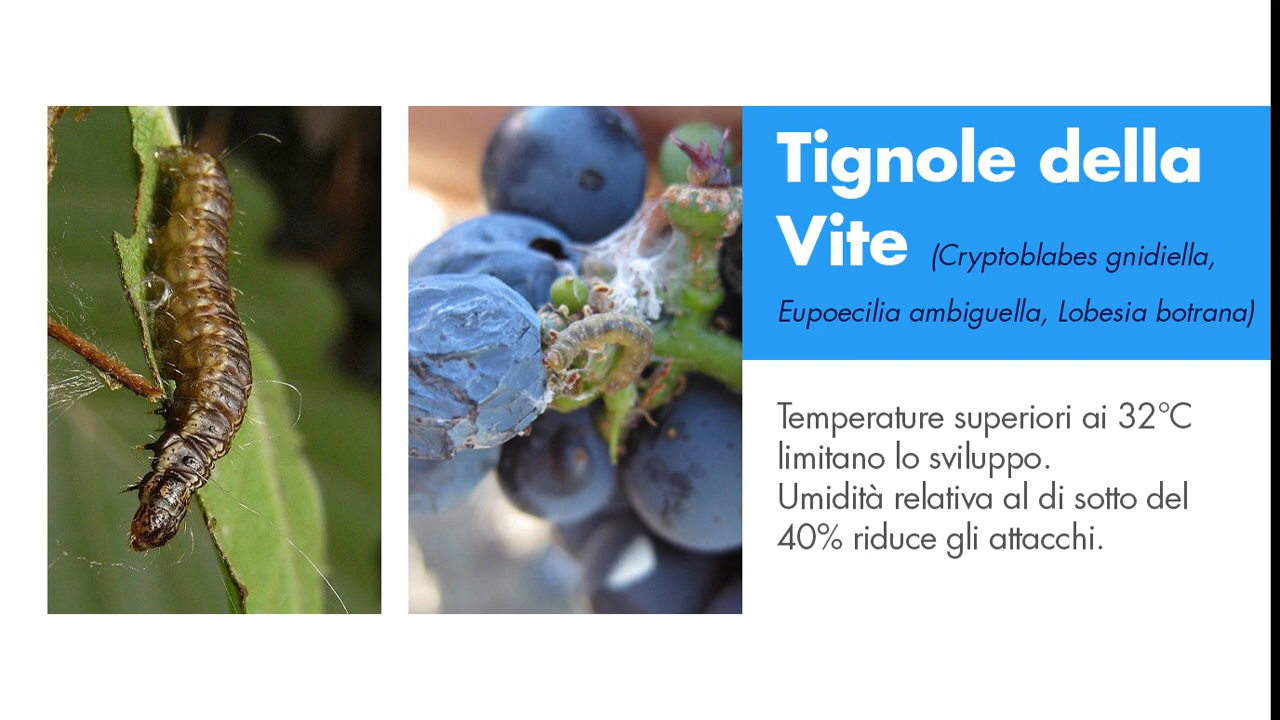 Tignole della
Vite (Cryptoblabes gnidiella,
Eupoecilia ambiguella, Lobesia botrana)
Temperature superiori ai 32°C
limitano lo sviluppo.
Umidità relativa al di sotto del
40% riduce gli attacchi.